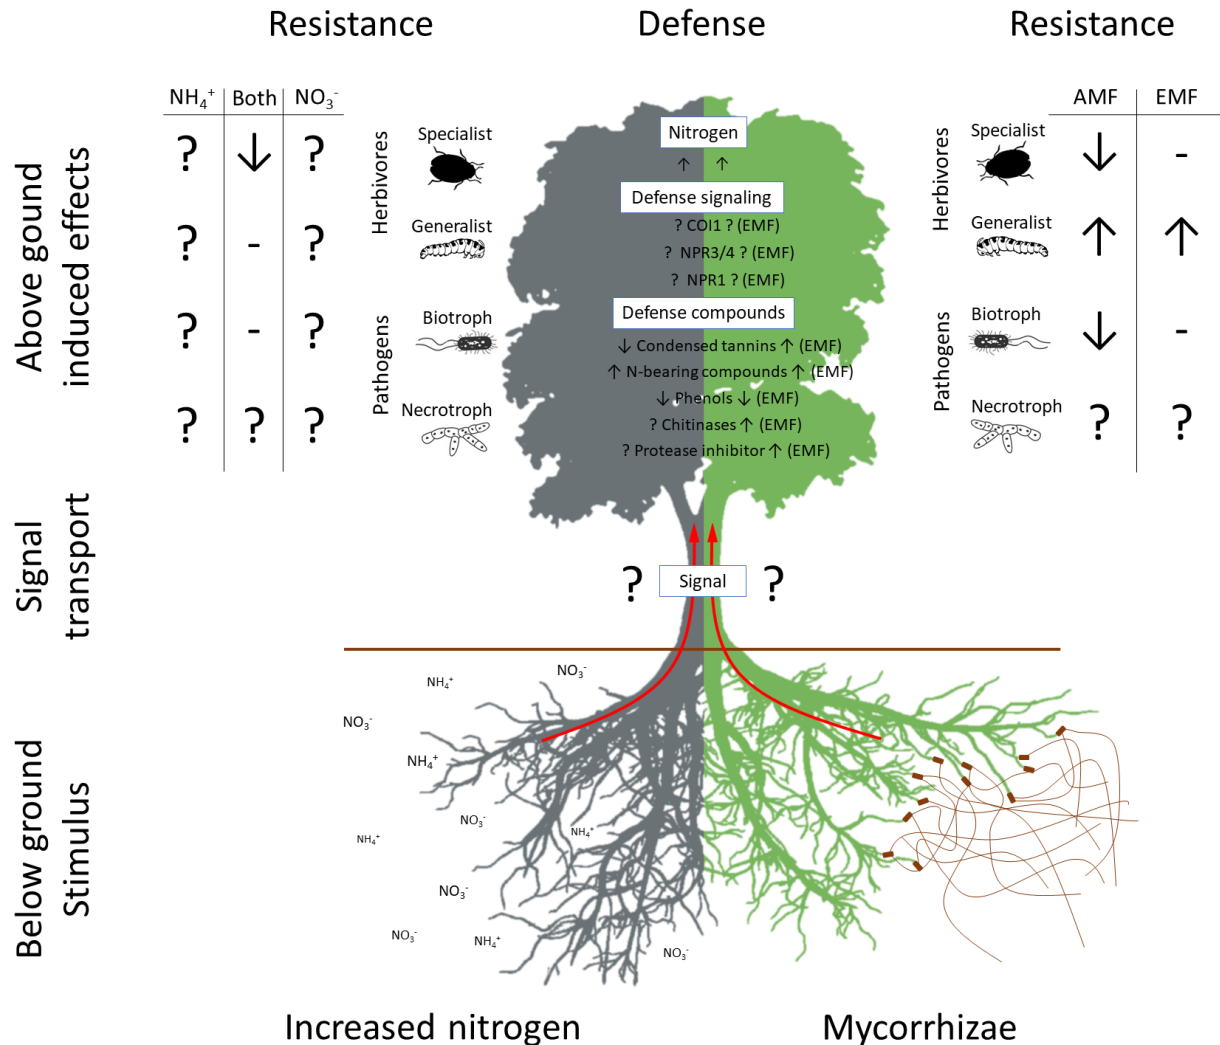 Resistance Defense Resistance
NH₄⁺ Both NO₃⁻
AMF EMF
Above gound
induced effects
Herbivores
Specialist
? ↓ ?
Generalist
? - ?
Pathogens
Biotroph
? - ?
Necrotroph
? ? ?
Nitrogen
↑ ↑
Defense signaling
? COI1 ? (EMF)
? NPR3/4 ? (EMF)
? NPR1 ? (EMF)
Defense compounds
↓ Condensed tannins ↑ (EMF)
↑ N-bearing compounds ↑ (EMF)
↓ Phenols ↓ (EMF)
? Chitinases ↑ (EMF)
? Protease inhibitor ↑ (EMF)
Herbivores
Specialist
↓ -
Generalist
↑ ↑
Pathogens
Biotroph
↓ -
Necrotroph
? ?
Signal
transport
? Signal ?
Below ground
Stimulus
NO₃⁻
NH₄⁺
NO₃⁻
NH₄⁺
NO₃⁻
NH₄⁺
NH₄⁺
NO₃⁻
NO₃⁻
NH₄⁺
NO₃⁻
Increased nitrogen Mycorrhizae